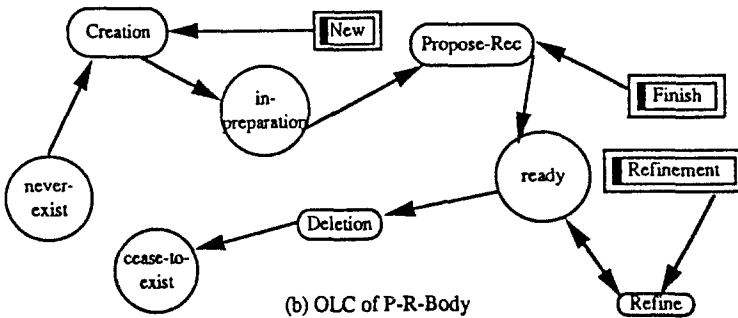 Creation
New
Propose-Rec
in-
preparation
Finish
never-
exist
ready
Refinement
Deletion
cease-to-
exist
(b) OLC of P-R-Body
Refine